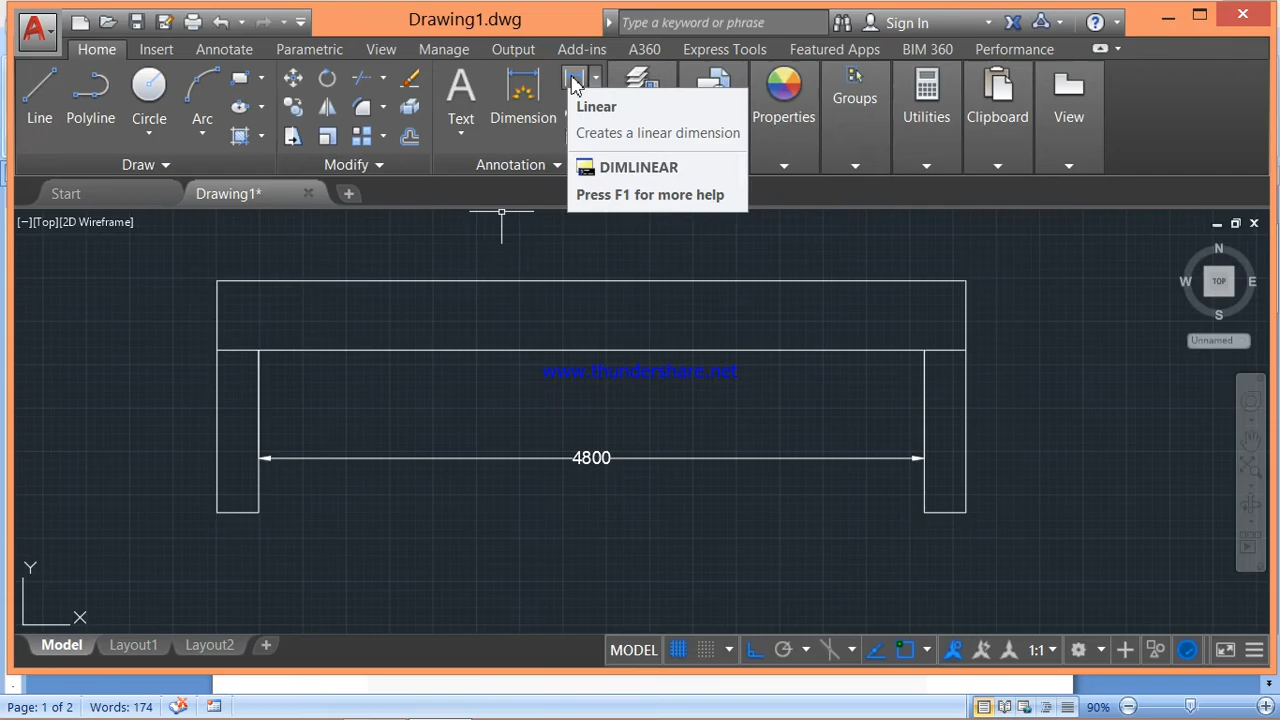 Drawing1.dwg
Type a keyword or phrase
Sign In
Home
Insert
Annotate
Parametric
View
Manage
Output
Add-ins
A360
Express Tools
Featured Apps
BIM 360
Performance
Line
Polyline
Circle
Arc
Text
Dimension
Properties
Groups
Utilities
Clipboard
View
Draw
Modify
Annotation
Linear
Creates a linear dimension
DIMLINEAR
Press F1 for more help
Start
Drawing1*
[−][Top][2D Wireframe]
N
W
TOP
E
S
Unnamed
www.thundershare.net
4800
Y
X
Model
Layout1
Layout2
MODEL
1:1
Page: 1 of 2
Words: 174
90%